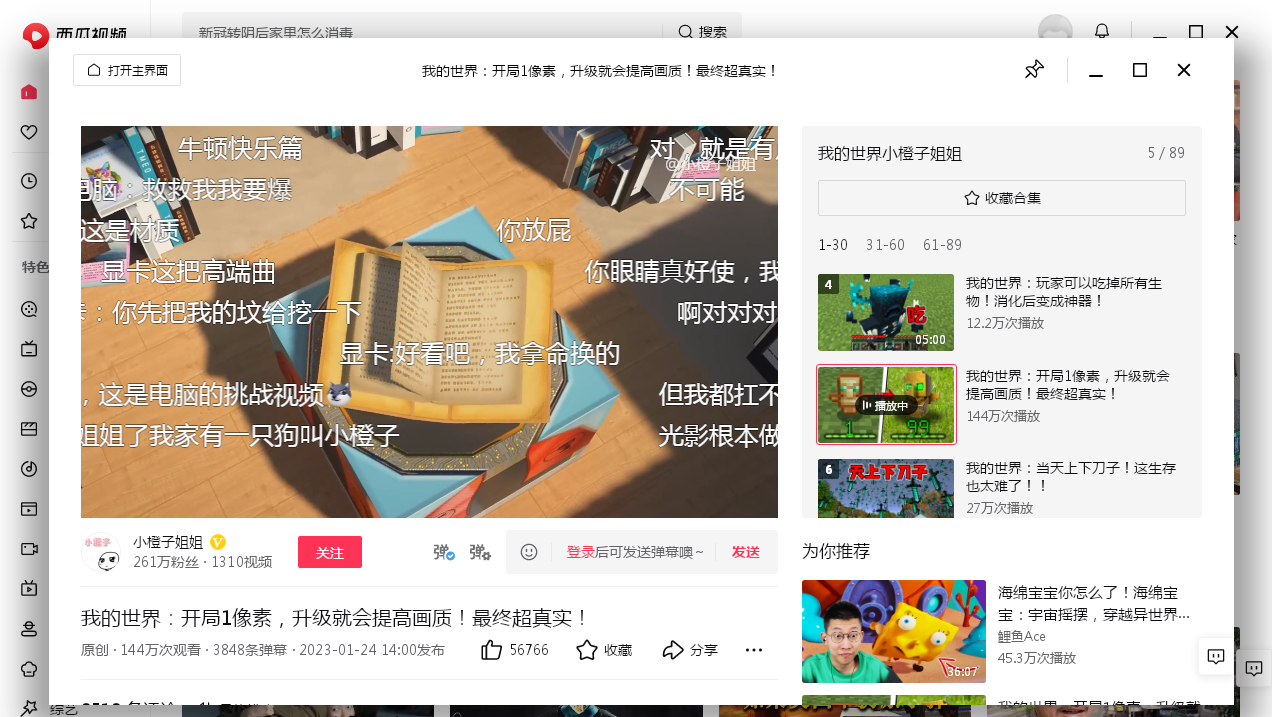 西瓜视频
新冠转阴后家里怎么消毒
搜索
打开主界面
我的世界：开局1像素，升级就会提高画质！最终超真实！
特色
牛顿快乐篇
对，就是有
@小橙子姐姐
电脑：救救我我要爆
不可能
这是材质
你放屁
显卡这把高端曲
你眼睛真好使，我
：你先把我的坟给挖一下
啊对对对
显卡:好看吧，我拿命换的
，这是电脑的挑战视频
但我都扛不
姐姐了我家有一只狗叫小橙子
光影根本做
小橙子姐姐
261万粉丝 · 1310视频
关注
登录后可发送弹幕噢~
发送
我的世界：开局1像素，升级就会提高画质！最终超真实！
原创 · 144万次观看 · 3848条弹幕 · 2023-01-24 14:00发布
56766
收藏
分享
综艺
我的世界小橙子姐姐
5 / 89
收藏合集
1-30
31-60
61-89
4
吃
05:00
我的世界：玩家可以吃掉所有生
物！消化后变成神器！
12.2万次播放
播放中
1
99
我的世界：开局1像素，升级就会
提高画质！最终超真实！
144万次播放
6
天上下刀子
我的世界：当天上下刀子！这生存
也太难了！！
27万次播放
为你推荐
36:07
海绵宝宝你怎么了！海绵宝
宝：宇宙摇摆，穿越异世界...
鲤鱼Ace
45.3万次播放
我的世界：开局1像素，升级就